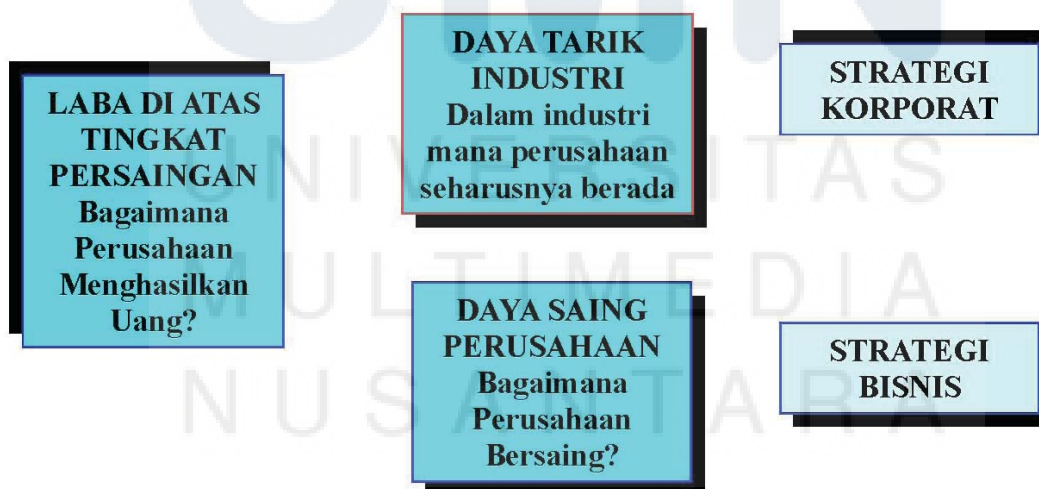 LABA DI ATAS
TINGKAT
PERSAINGAN
Bagaimana
Perusahaan
Menghasilkan
Uang?
DAYA TARIK
INDUSTRI
Dalam industri
mana perusahaan
seharusnya berada
DAYA SAING
PERUSAHAAN
Bagaimana
Perusahaan
Bersaing?
STRATEGI
KORPORAT
STRATEGI
BISNIS
UMN
UNIVERSITAS
MULTIMEDIA
NUSANTARA